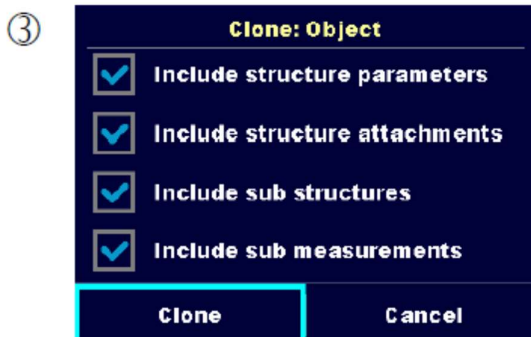 ③
Clone: Object
Include structure parameters
Include structure attachments
Include sub structures
Include sub measurements
Clone Cancel